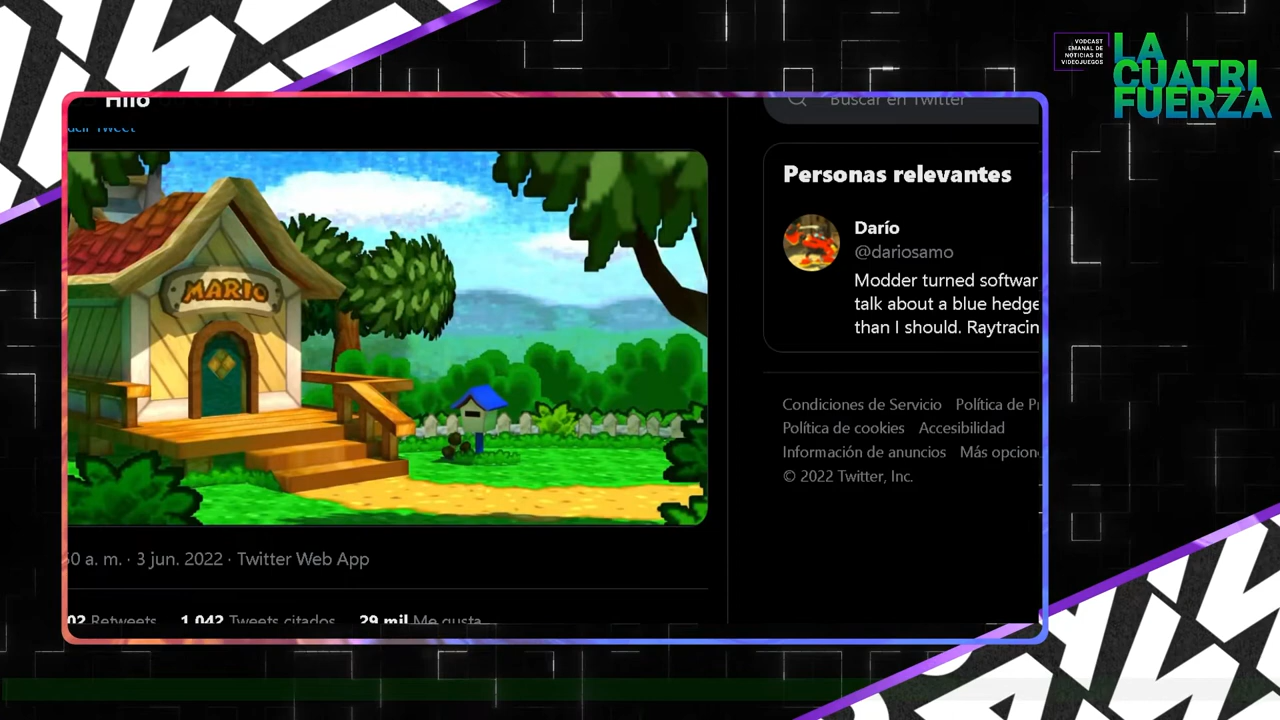 VODCAST
EMANAL DE
NOTICIAS DE
VIDEOJUEGOS
LA
CUATRI
FUERZA
Hilo
Buscar en Twitter
Tweet
MARIO
Personas relevantes
Darío
@dariosamo
Modder turned softwar
talk about a blue hedge
than I should. Raytracin
Condiciones de Servicio Política de
Política de cookies Accesibilidad
Información de anuncios Más opcion
© 2022 Twitter, Inc.
0 a. m. · 3 jun. 2022 · Twitter Web App
02 Retweets 1.042 Tweets citados 29 mil Me gusta